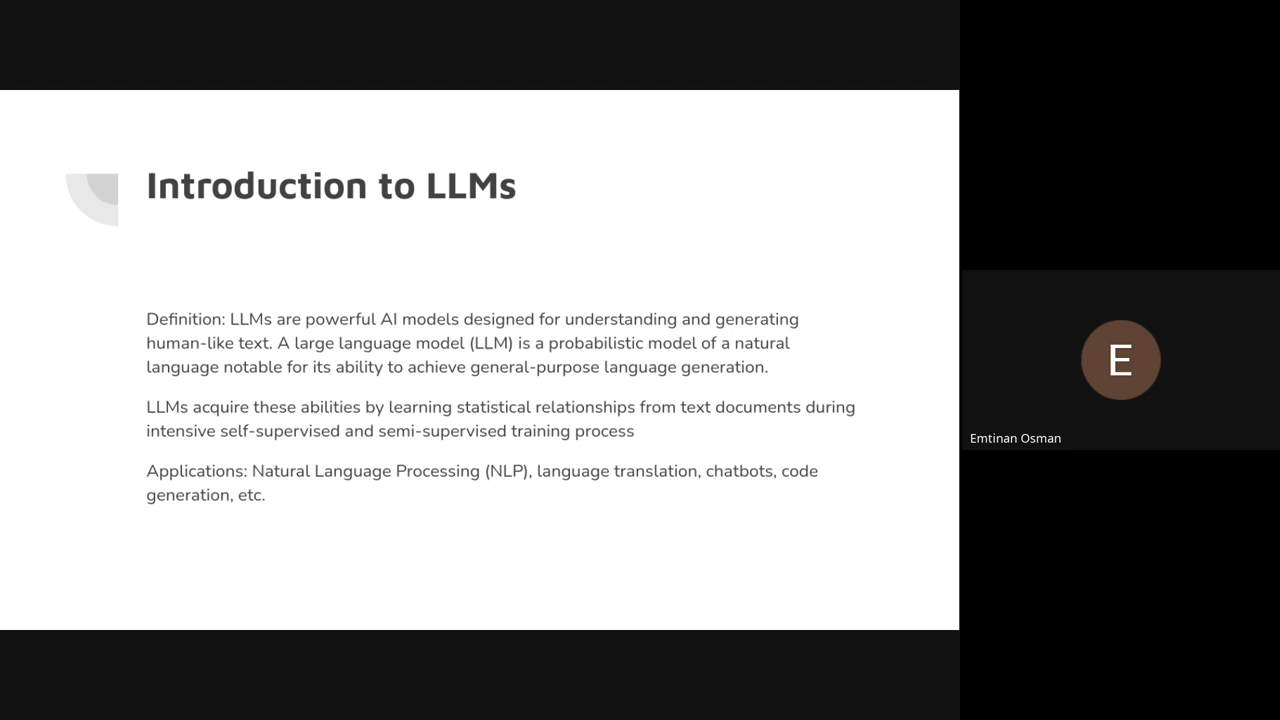 Introduction to LLMs
Definition: LLMs are powerful AI models designed for understanding and generating
human-like text. A large language model (LLM) is a probabilistic model of a natural
language notable for its ability to achieve general-purpose language generation.
LLMs acquire these abilities by learning statistical relationships from text documents during
intensive self-supervised and semi-supervised training process
Applications: Natural Language Processing (NLP), language translation, chatbots, code
generation, etc.
E
Emtinan Osman